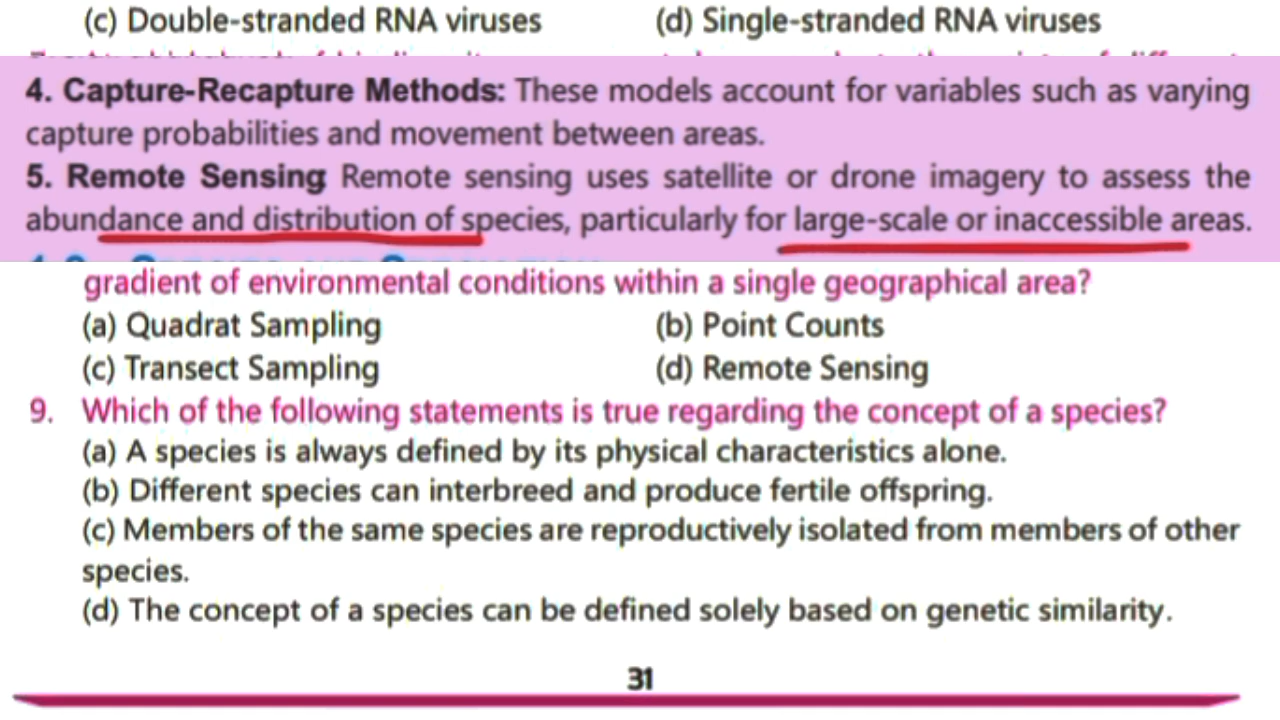 (c) Double-stranded RNA viruses (d) Single-stranded RNA viruses
4. Capture-Recapture Methods: These models account for variables such as varying
capture probabilities and movement between areas.
5. Remote Sensing Remote sensing uses satellite or drone imagery to assess the
abundance and distribution of species, particularly for large-scale or inaccessible areas.
gradient of environmental conditions within a single geographical area?
(a) Quadrat Sampling (b) Point Counts
(c) Transect Sampling (d) Remote Sensing
9. Which of the following statements is true regarding the concept of a species?
(a) A species is always defined by its physical characteristics alone.
(b) Different species can interbreed and produce fertile offspring.
(c) Members of the same species are reproductively isolated from members of other
species.
(d) The concept of a species can be defined solely based on genetic similarity.
31